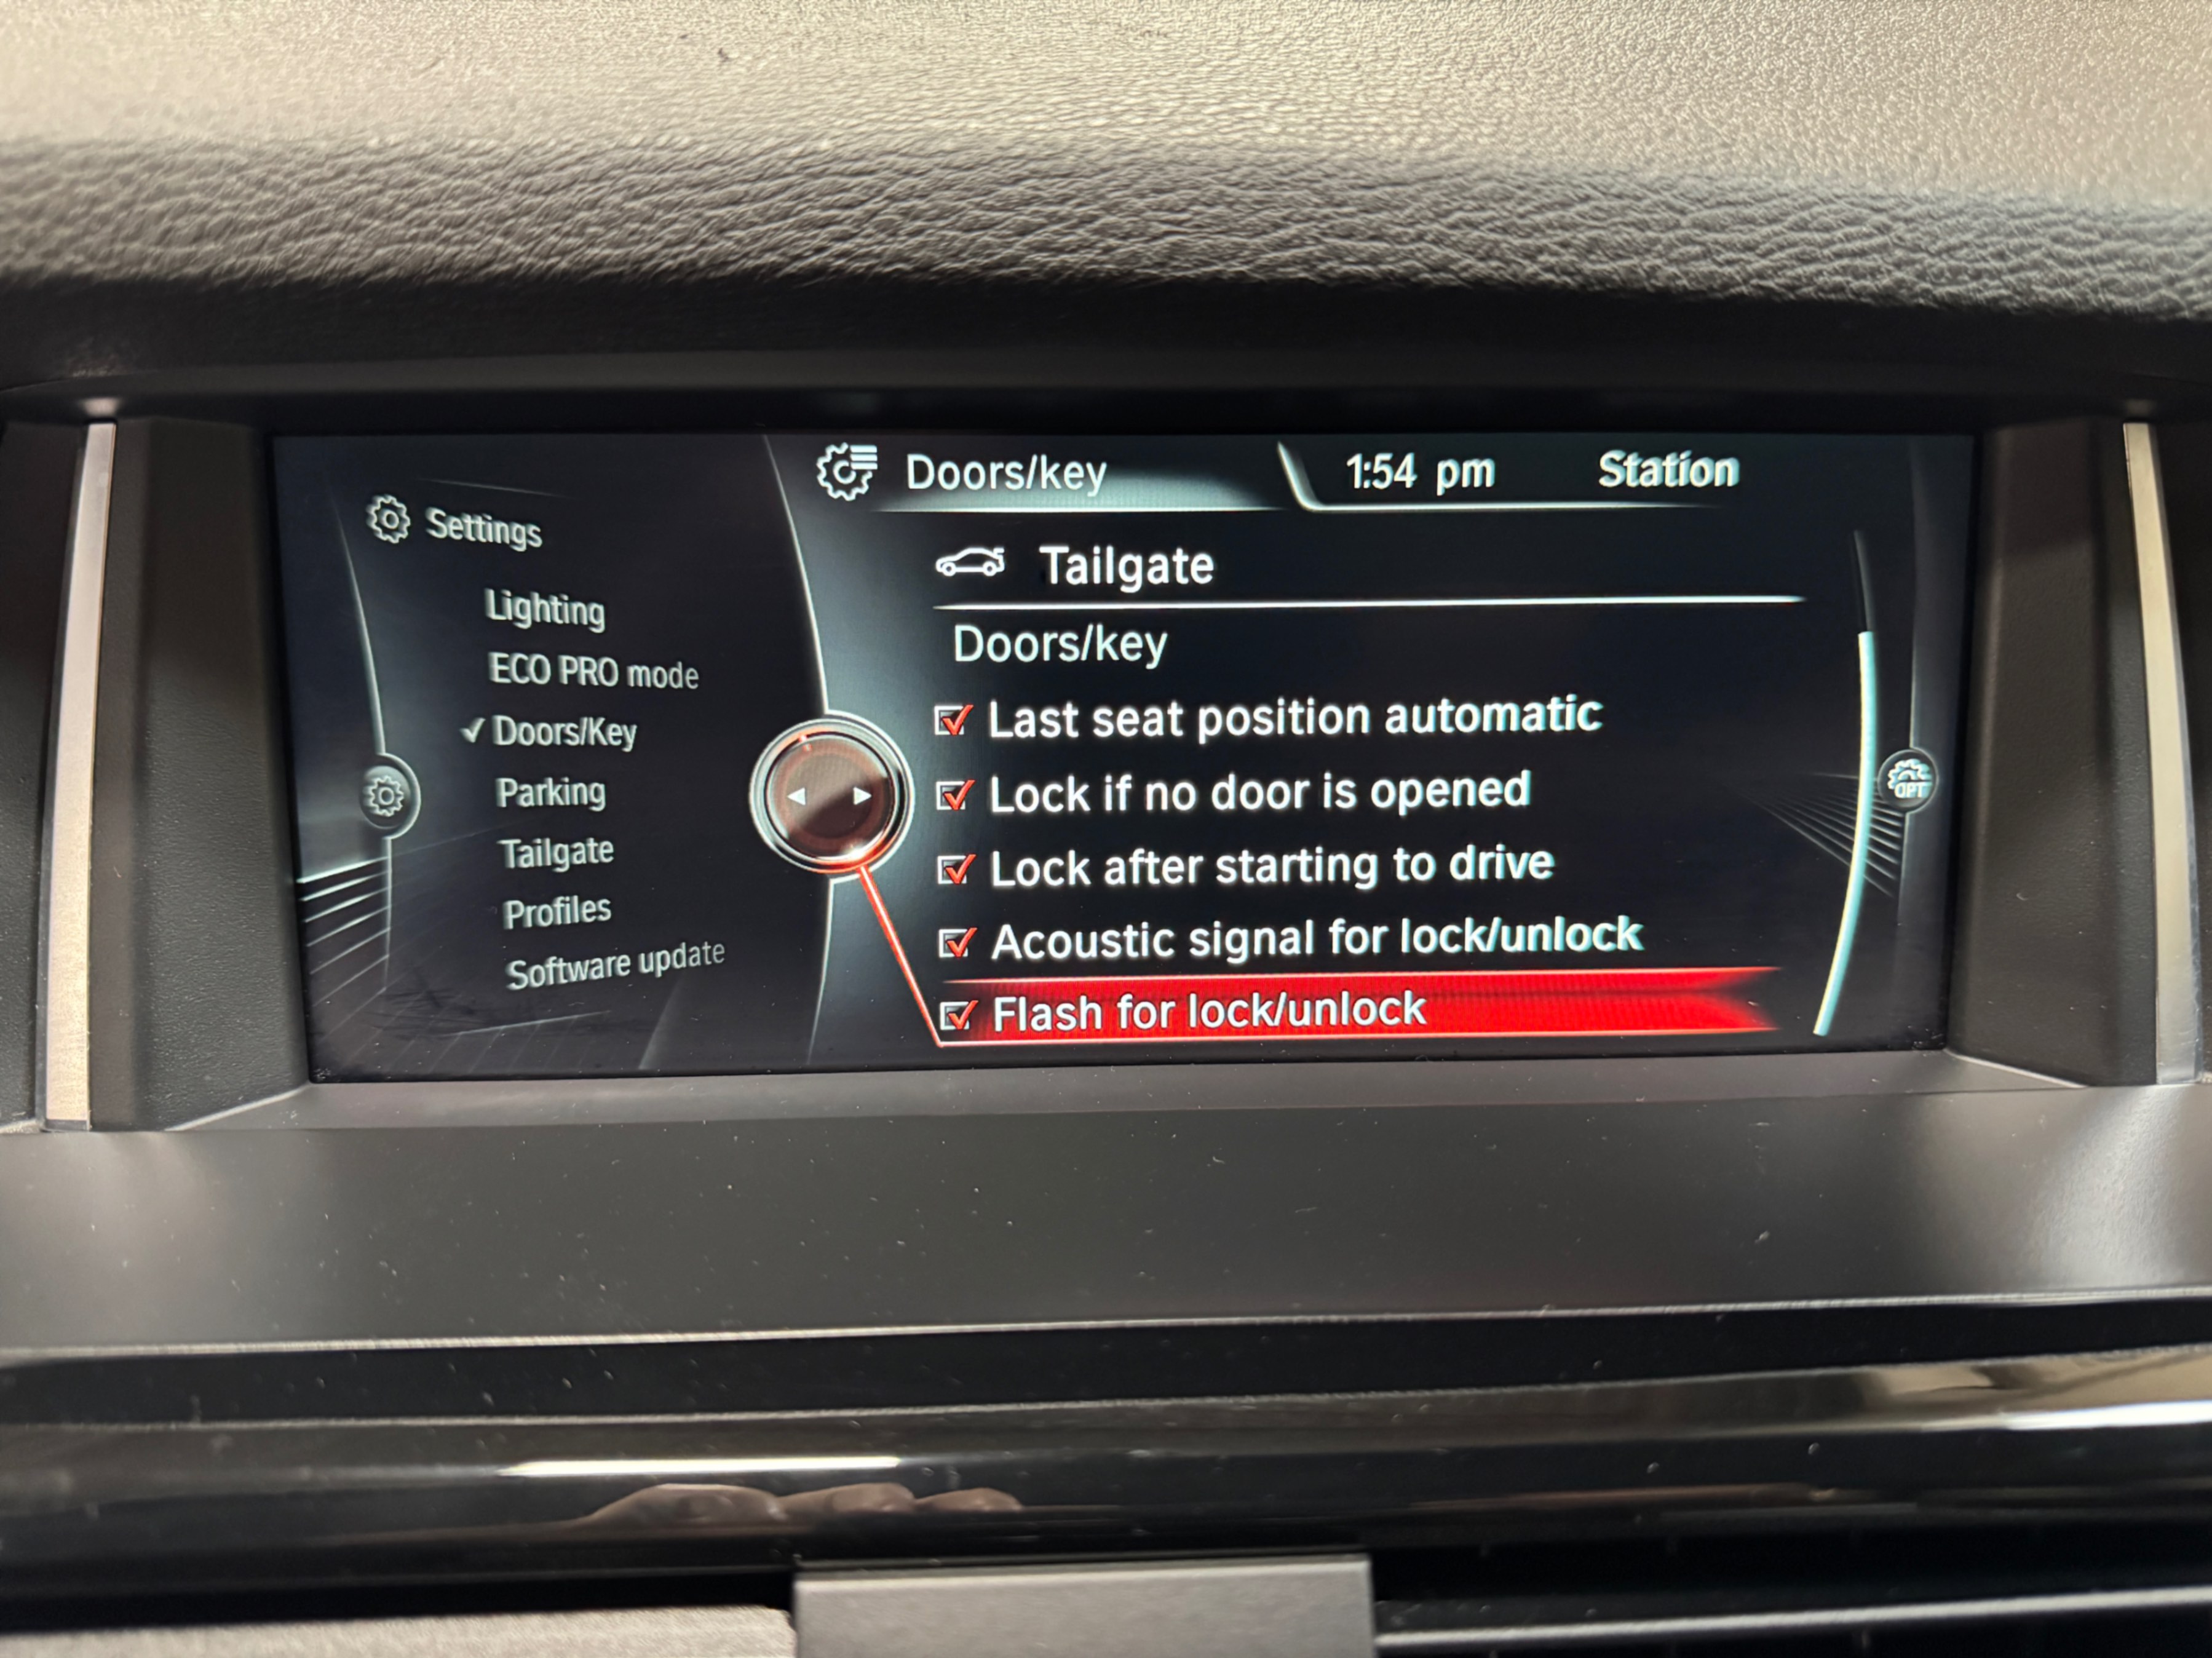 Settings
Lighting
ECO PRO mode
Doors/Key
Parking
Tailgate
Profiles
Software update
Doors/key
1:54 pm
Station
Tailgate
Doors/key
Last seat position automatic
Lock if no door is opened
Lock after starting to drive
Acoustic signal for lock/unlock
Flash for lock/unlock
OPT